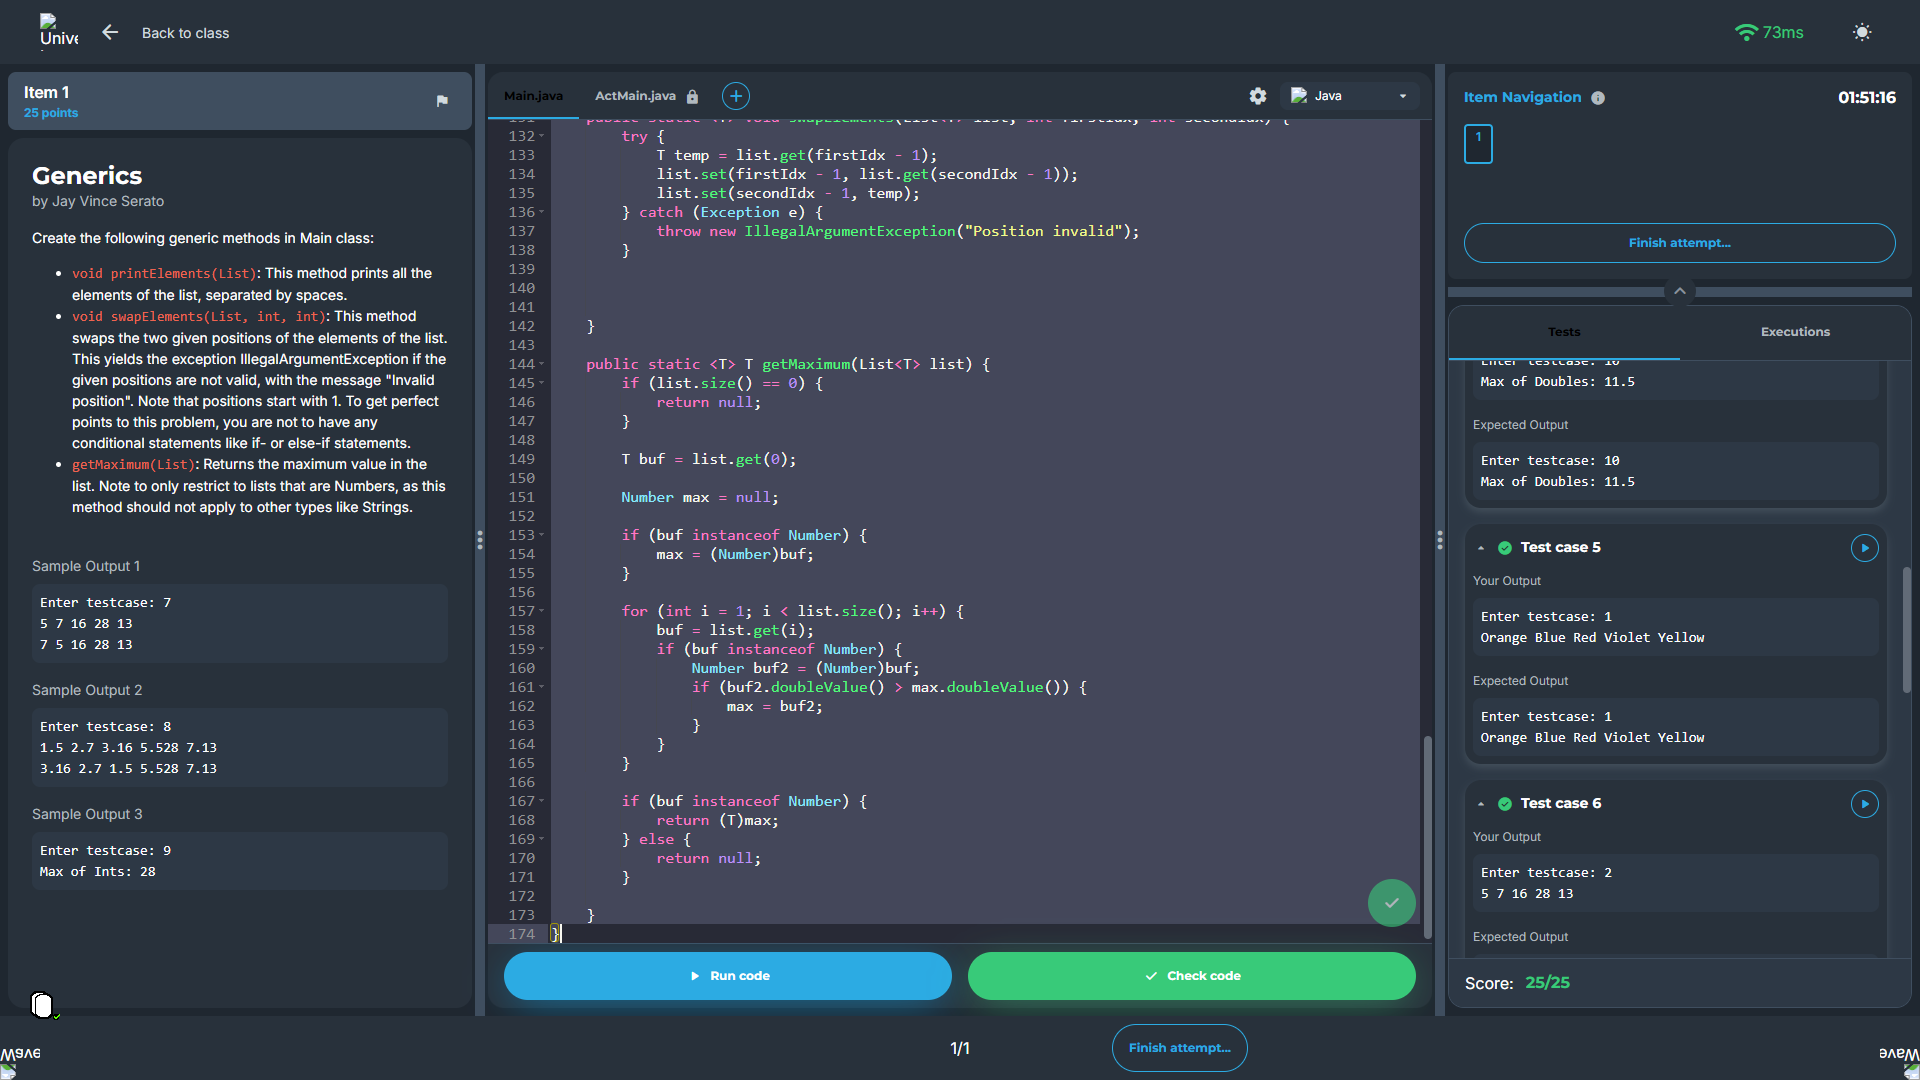 Unive
Back to class
73ms
Item 1
25 points
Generics
by Jay Vince Serato
Create the following generic methods in Main class:
void printElements(List): This method prints all the
elements of the list, separated by spaces.
void swapElements(List, int, int): This method
swaps the two given positions of the elements of the list.
This yields the exception IllegalArgumentException if the
given positions are not valid, with the message "Invalid
position". Note that positions start with 1. To get perfect
points to this problem, you are not to have any
conditional statements like if- or else-if statements.
getMaximum(List): Returns the maximum value in the
list. Note to only restrict to lists that are Numbers, as this
method should not apply to other types like Strings.
Sample Output 1
Enter testcase: 7
5 7 16 28 13
7 5 16 28 13
Sample Output 2
Enter testcase: 8
1.5 2.7 3.16 5.528 7.13
3.16 2.7 1.5 5.528 7.13
Sample Output 3
Enter testcase: 9
Max of Ints: 28
Main.java
ActMain.java
Java
131 public static <T> void swapElements(List<T> list, int firstIdx, int secondIdx) {
132 try {
133 T temp = list.get(firstIdx - 1);
134 list.set(firstIdx - 1, list.get(secondIdx - 1));
135 list.set(secondIdx - 1, temp);
136 } catch (Exception e) {
137 throw new IllegalArgumentException("Position invalid");
138 }
139
140
141
142 }
143
144 public static <T> T getMaximum(List<T> list) {
145 if (list.size() == 0) {
146 return null;
147 }
148
149 T buf = list.get(0);
150
151 Number max = null;
152
153 if (buf instanceof Number) {
154 max = (Number)buf;
155 }
156
157 for (int i = 1; i < list.size(); i++) {
158 buf = list.get(i);
159 if (buf instanceof Number) {
160 Number buf2 = (Number)buf;
161 if (buf2.doubleValue() > max.doubleValue()) {
162 max = buf2;
163 }
164 }
165 }
166
167 if (buf instanceof Number) {
168 return (T)max;
169 } else {
170 return null;
171 }
172
173 }
174 }
Run code
Check code
Item Navigation
01:51:16
1
Finish attempt...
Tests
Executions
Enter testcase: 10
Max of Doubles: 11.5
Expected Output
Enter testcase: 10
Max of Doubles: 11.5
Test case 5
Your Output
Enter testcase: 1
Orange Blue Red Violet Yellow
Expected Output
Enter testcase: 1
Orange Blue Red Violet Yellow
Test case 6
Your Output
Enter testcase: 2
5 7 16 28 13
Expected Output
Score: 25/25
Wave
1/1
Finish attempt...
Wave